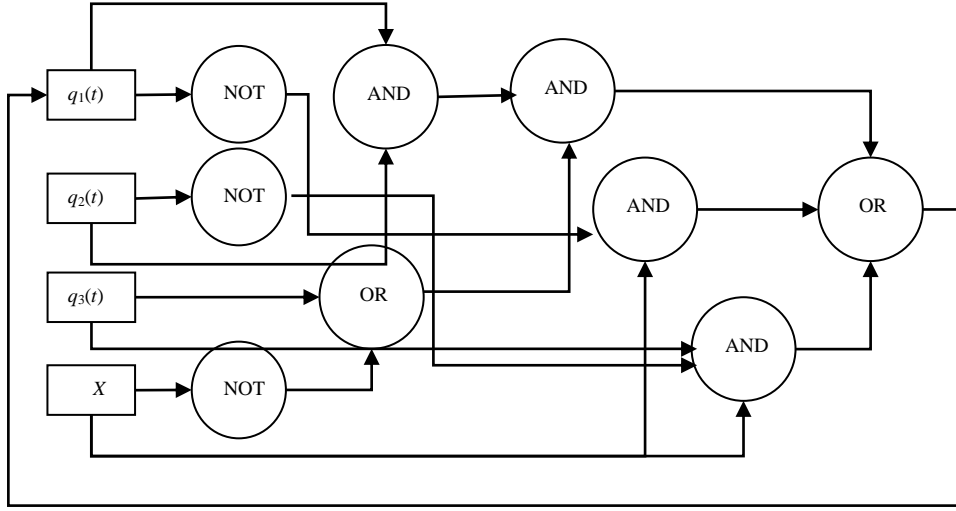 q₁(t)
NOT
AND
AND
q₂(t)
NOT
AND
OR
q₃(t)
OR
AND
X
NOT